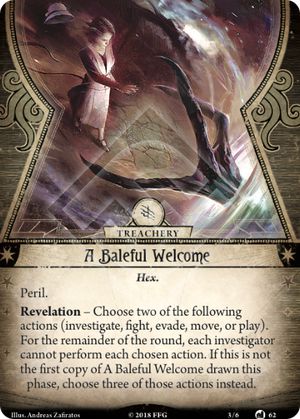 TREACHERY
A Baleful Welcome
Hex.
Peril.
Revelation – Choose two of the following
actions (investigate, fight, evade, move, or play).
For the remainder of the round, each investigator
cannot perform each chosen action. If this is not
the first copy of A Baleful Welcome drawn this
phase, choose three of those actions instead.
Illus. Andreas Zafiratos
© 2018 FFG
3/6
62